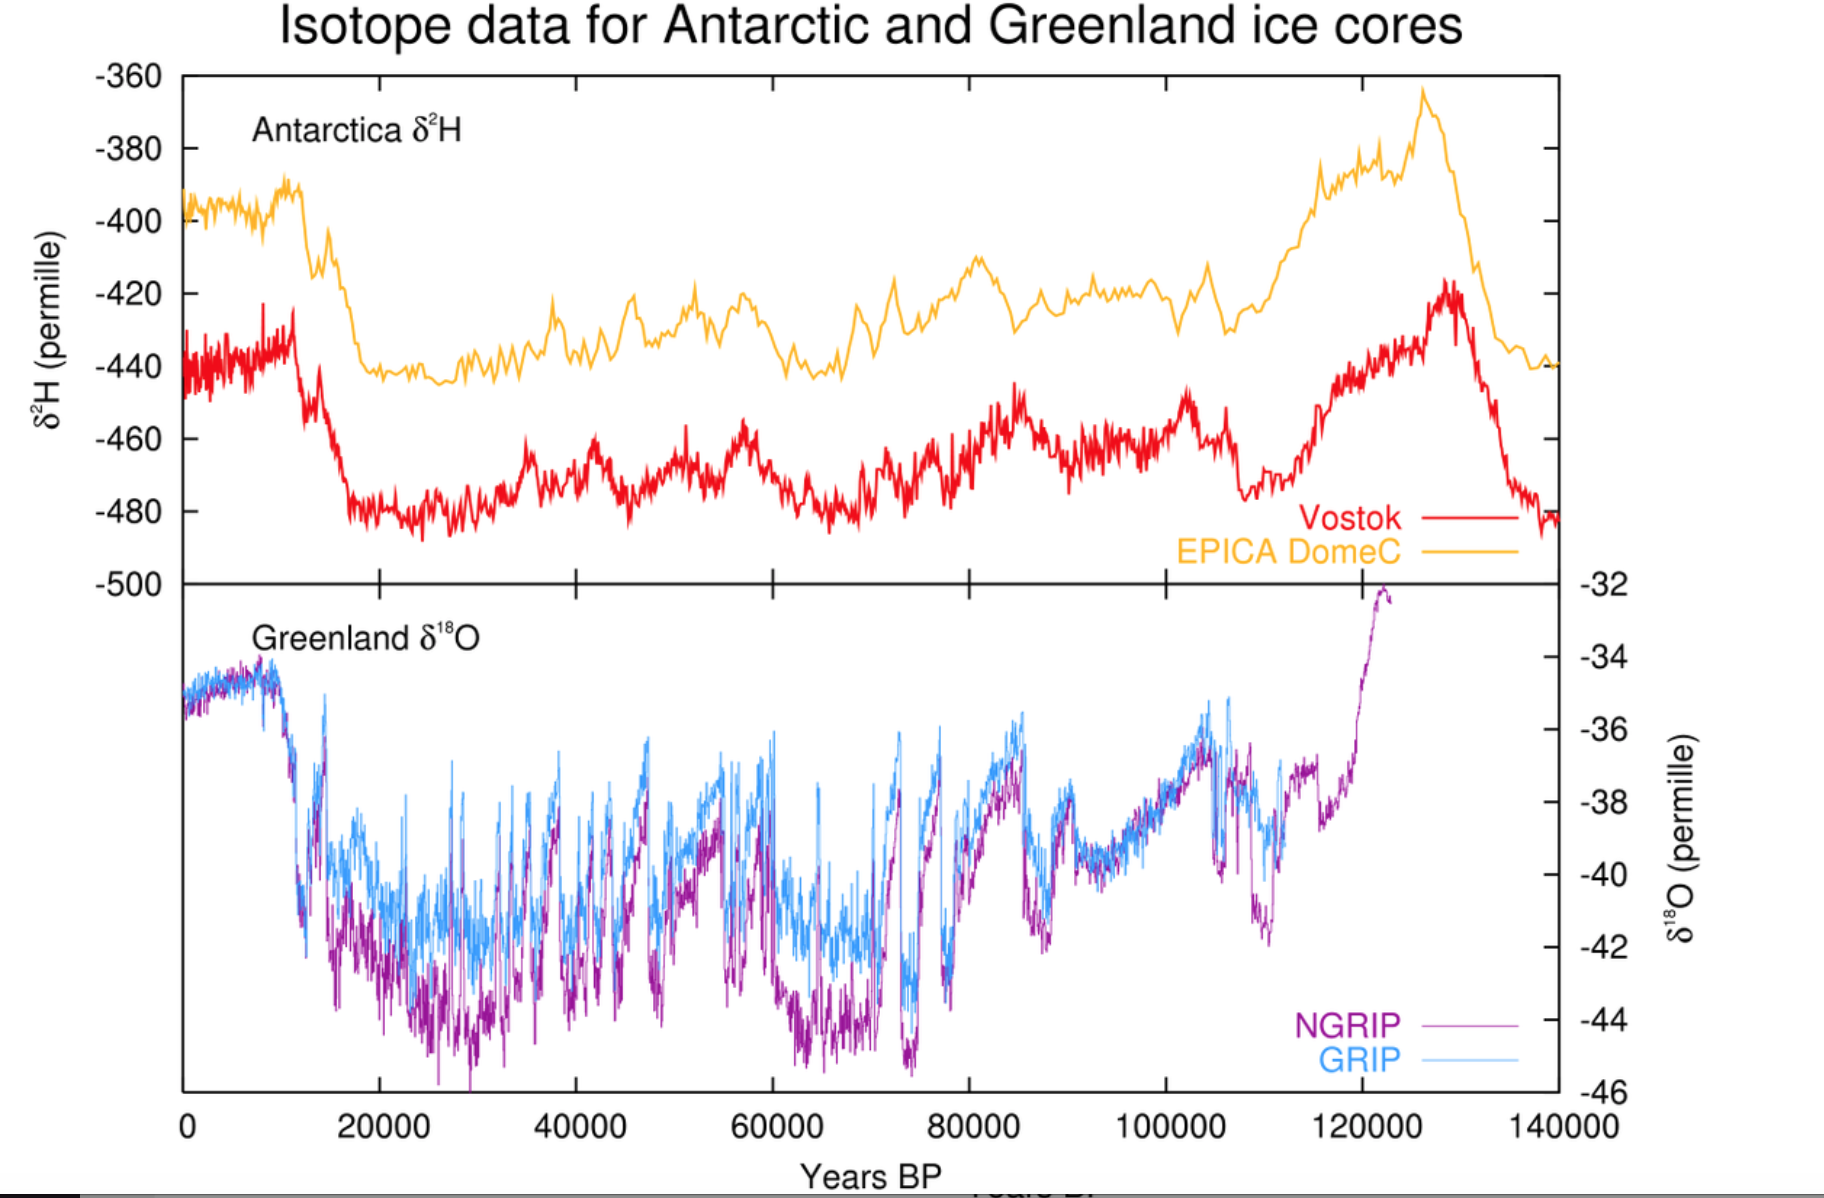 Isotope data for Antarctic and Greenland ice cores
-360
-380
-400
-420
-440
-460
-480
-500
δ²H (permille)
Antarctica δ²H
Vostok
EPICA DomeC
Greenland δ¹⁸O
-32
-34
-36
-38
-40
-42
-44
-46
δ¹⁸O (permille)
NGRIP
GRIP
0 20000 40000 60000 80000 100000 120000 140000
Years BP